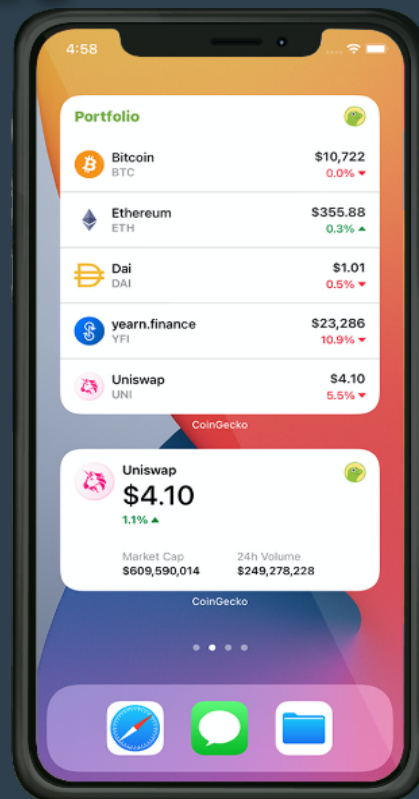 4:58
Portfolio
Bitcoin $10,722
BTC 0.0% ▼
Ethereum $355.88
ETH 0.3% ▲
Dai $1.01
DAI 0.5% ▼
yearn.finance $23,286
YFI 10.9% ▼
Uniswap $4.10
UNI 5.5% ▼
CoinGecko
Uniswap
$4.10
1.1% ▲
Market Cap 24h Volume
$609,590,014 $249,278,228
CoinGecko